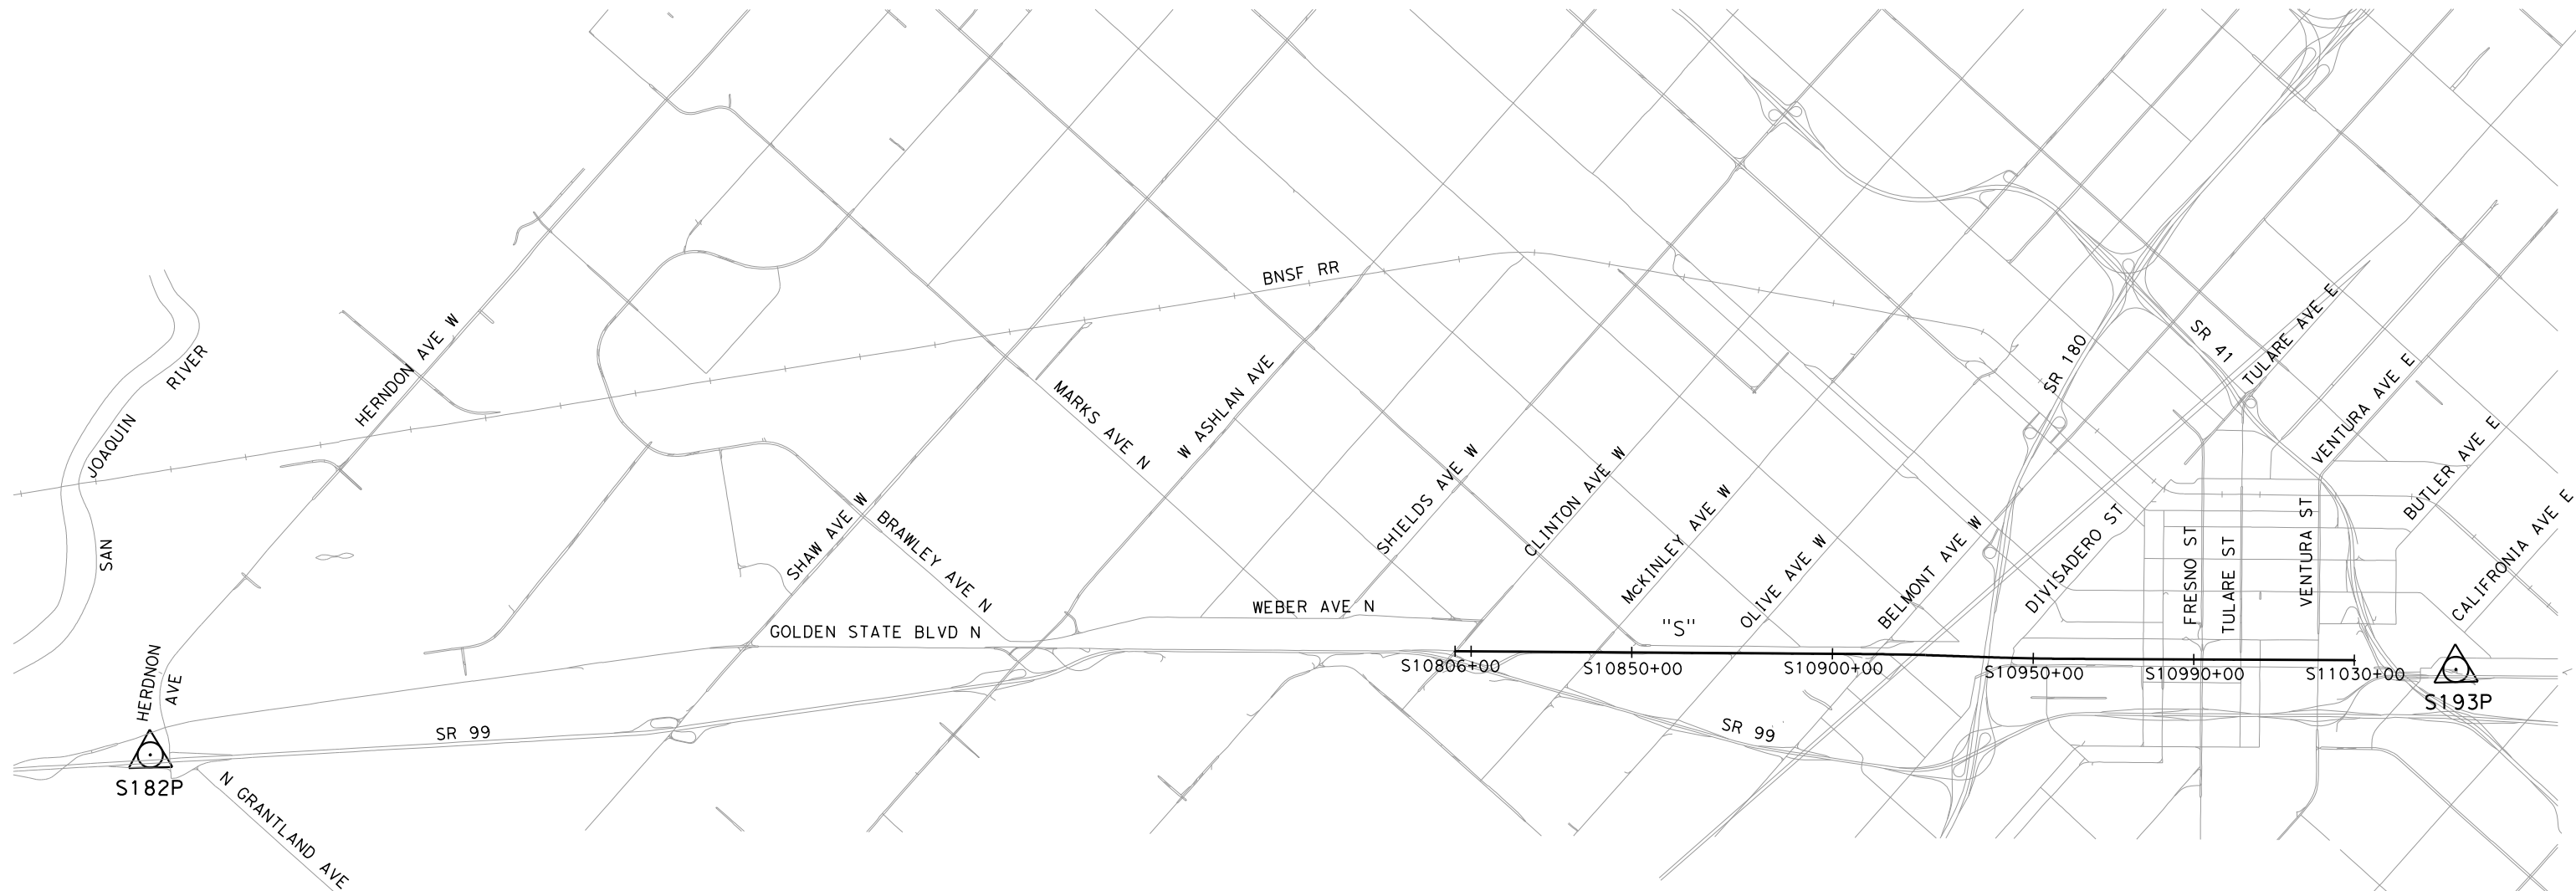 BNSF RR
SAN
JOAQUIN
RIVER
HERNDON AVE W
HERDNON
AVE
S182P
N GRANTLAND AVE
SR 99
SHAW AVE W
BRAWLEY AVE N
GOLDEN STATE BLVD N
MARKS AVE N
W ASHLAN AVE
WEBER AVE N
SHIELDS AVE W
CLINTON AVE W
McKINLEY AVE W
"S"
OLIVE AVE W
BELMONT AVE W
SR 99
SR 180
SR 41
TULARE AVE E
DIVISADERO ST
FRESNO ST
TULARE ST
VENTURA ST
VENTURA AVE E
BUTLER AVE E
CALIFRONIA AVE E
S10806+00
S10850+00
S10900+00
S10950+00
S10990+00
S11030+00
S193P